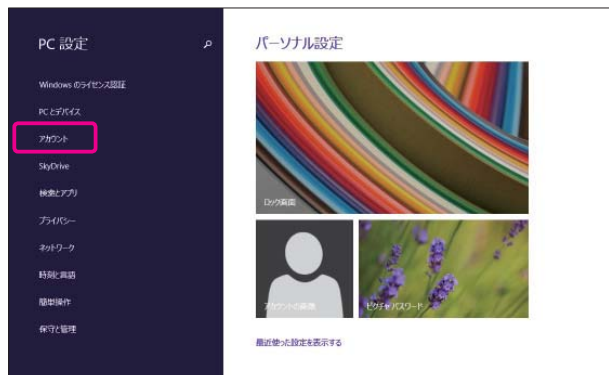 PC 設定
Windows のライセンス認証
PC とデバイス
アカウント
SkyDrive
検索とアプリ
プライバシー
ネットワーク
時刻と言語
簡単操作
保守と管理
パーソナル設定
ロック画面
アカウントの画像
ピクチャ パスワード
最近使った設定を表示する